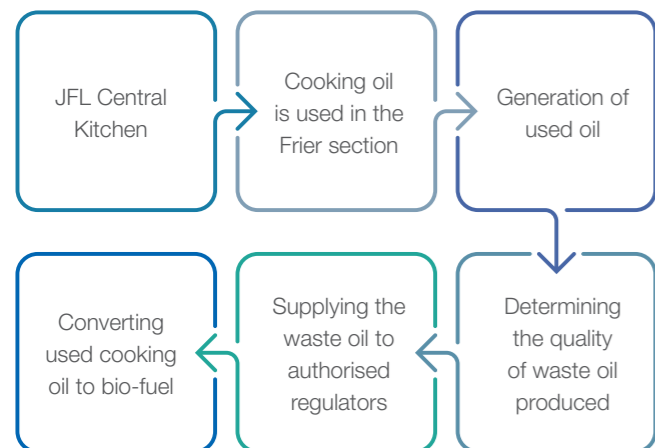 JFL Central
Kitchen
Cooking oil
is used in the
Frier section
Generation of
used oil
Determining
the quality
of waste oil
produced
Supplying the
waste oil to
authorised
regulators
Converting
used cooking
oil to bio-fuel